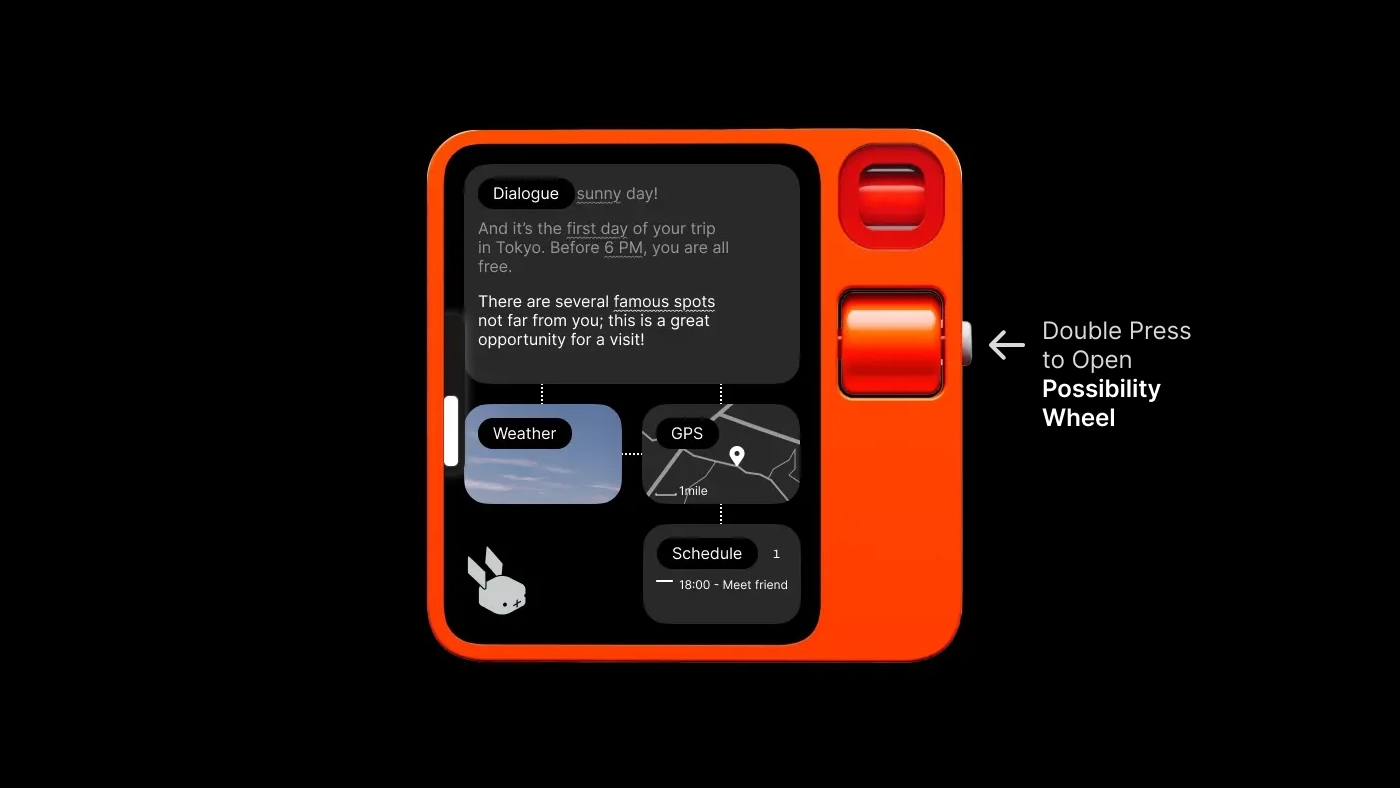 Dialogue sunny day!
And it’s the first day of your trip
in Tokyo. Before 6 PM, you are all
free.
There are several famous spots
not far from you; this is a great
opportunity for a visit!
Weather
GPS
1mile
Schedule 1
18:00 - Meet friend
Double Press
to Open
Possibility
Wheel